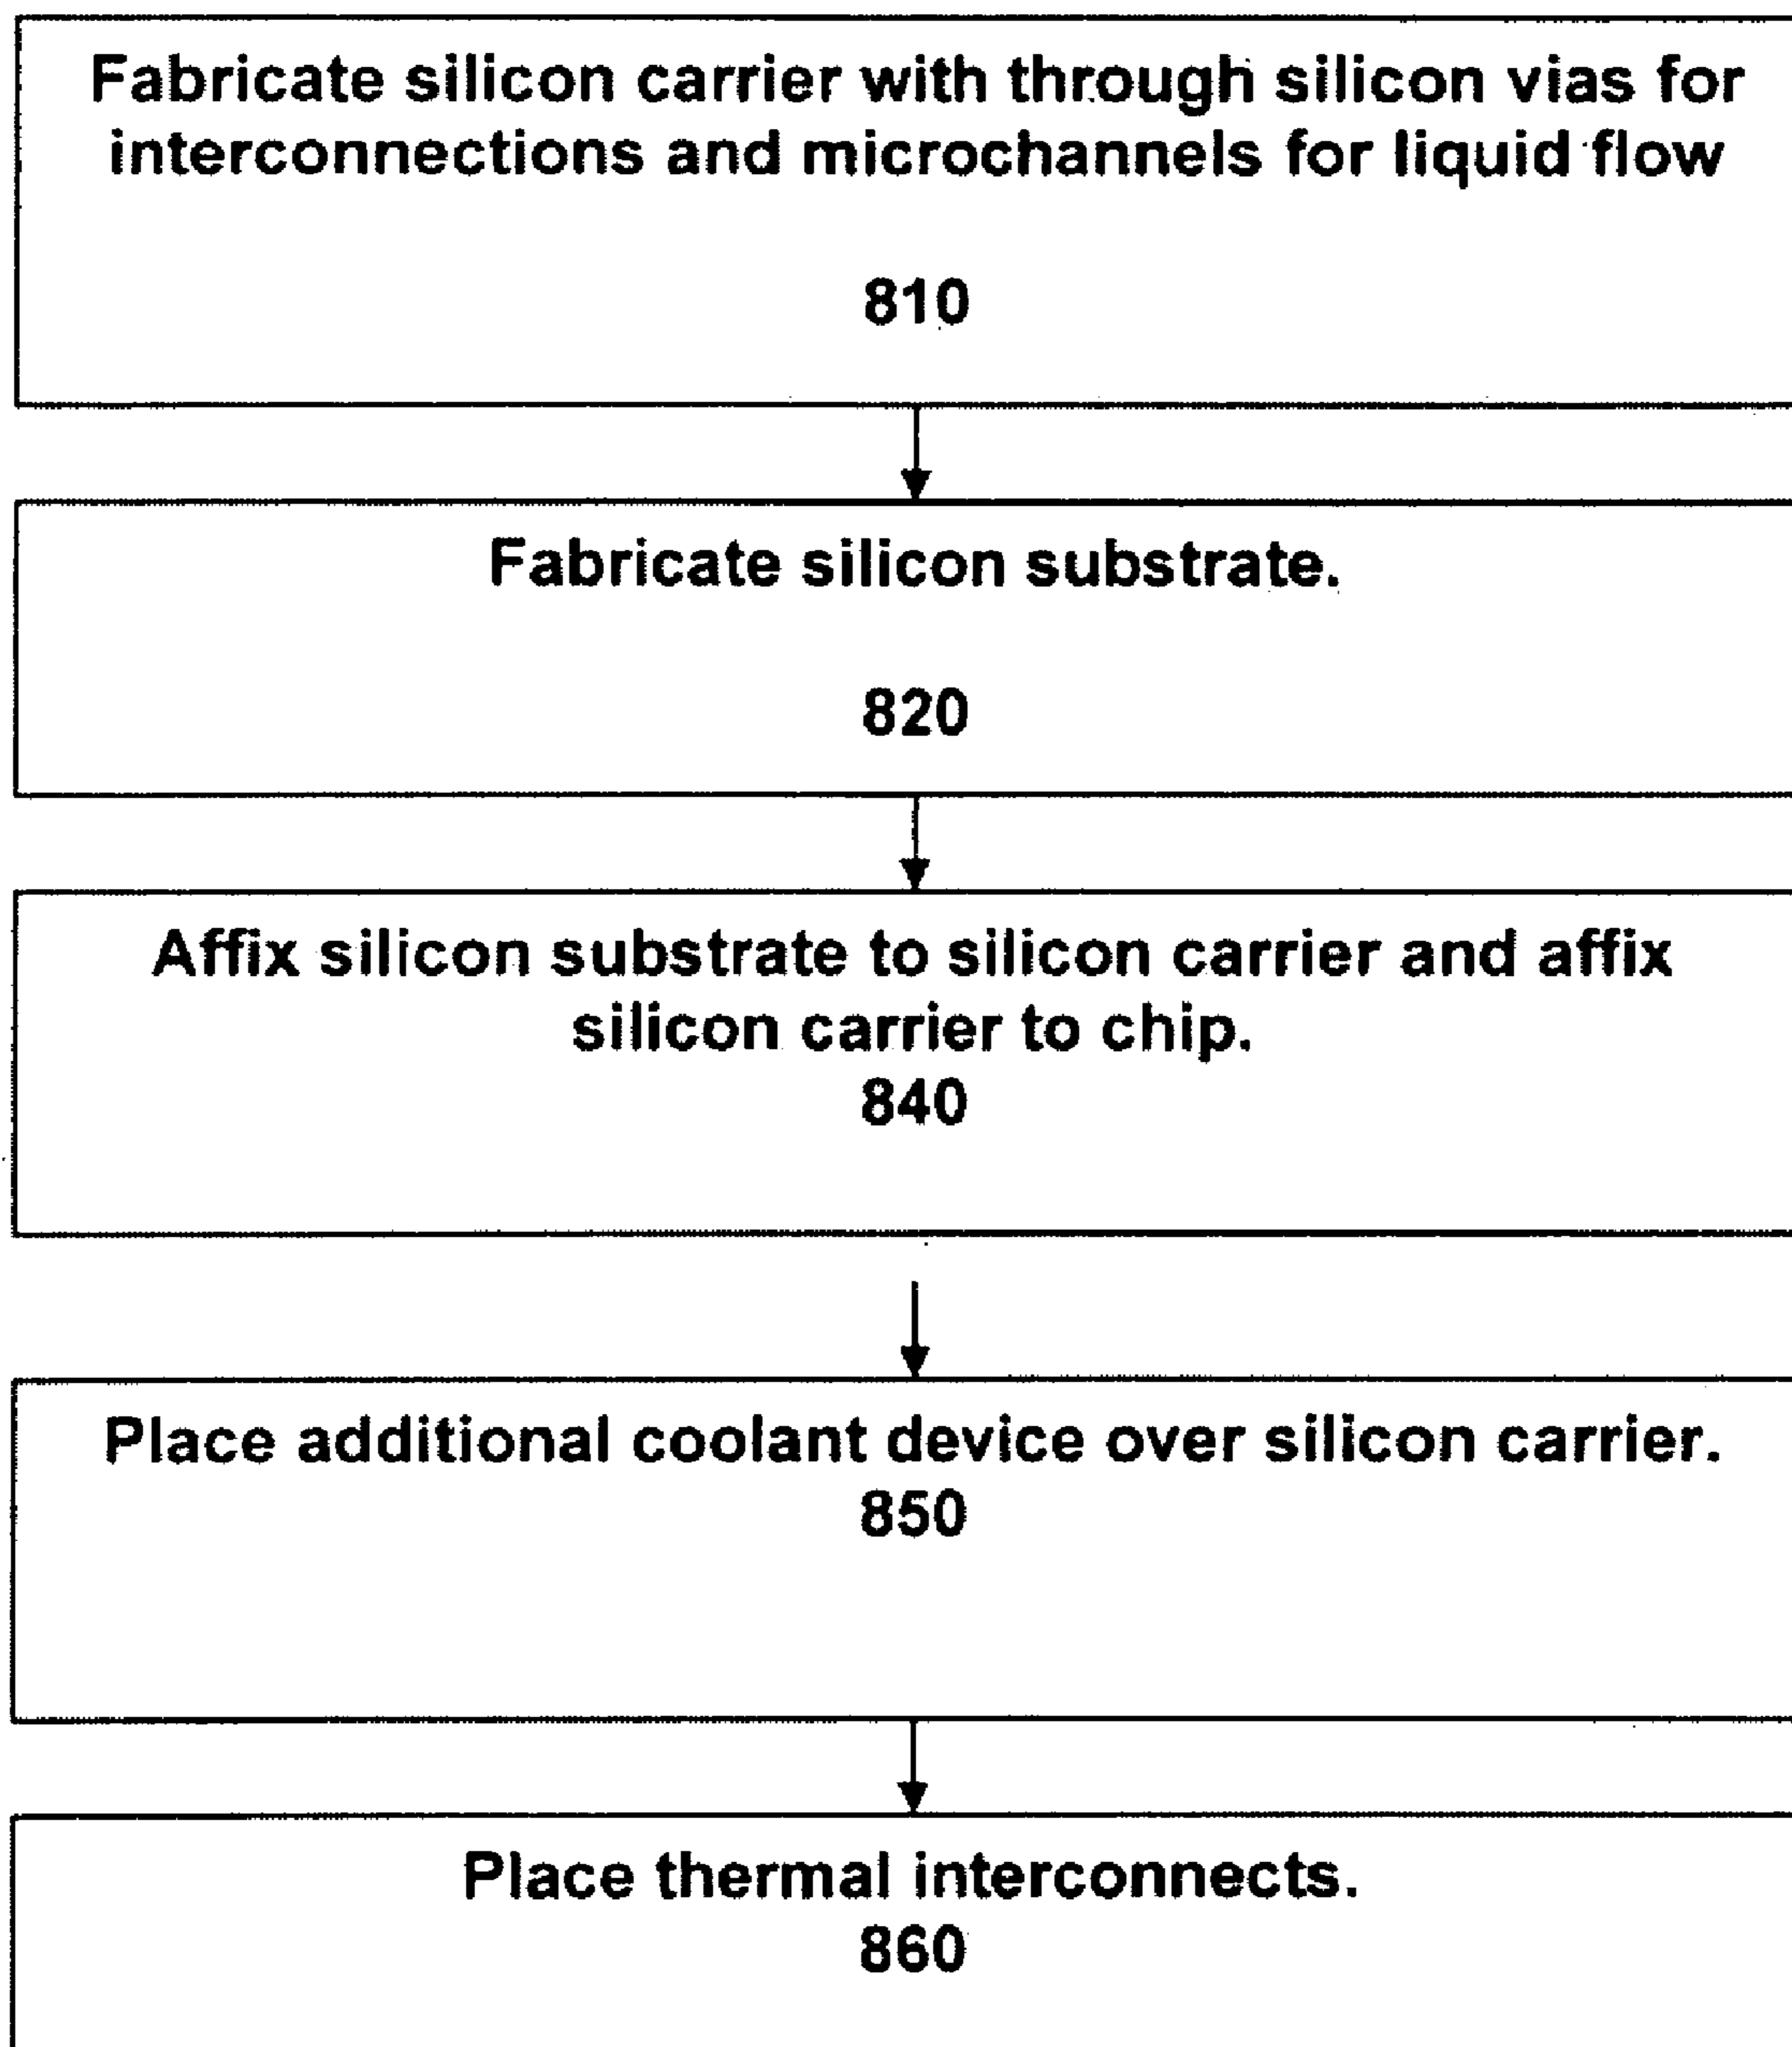 Fabricate silicon carrier with through silicon vias for
interconnections and microchannels for liquid flow
810
Fabricate silicon substrate.
820
Affix silicon substrate to silicon carrier and affix
silicon carrier to chip.
840
Place additional coolant device over silicon carrier.
850
Place thermal interconnects.
860